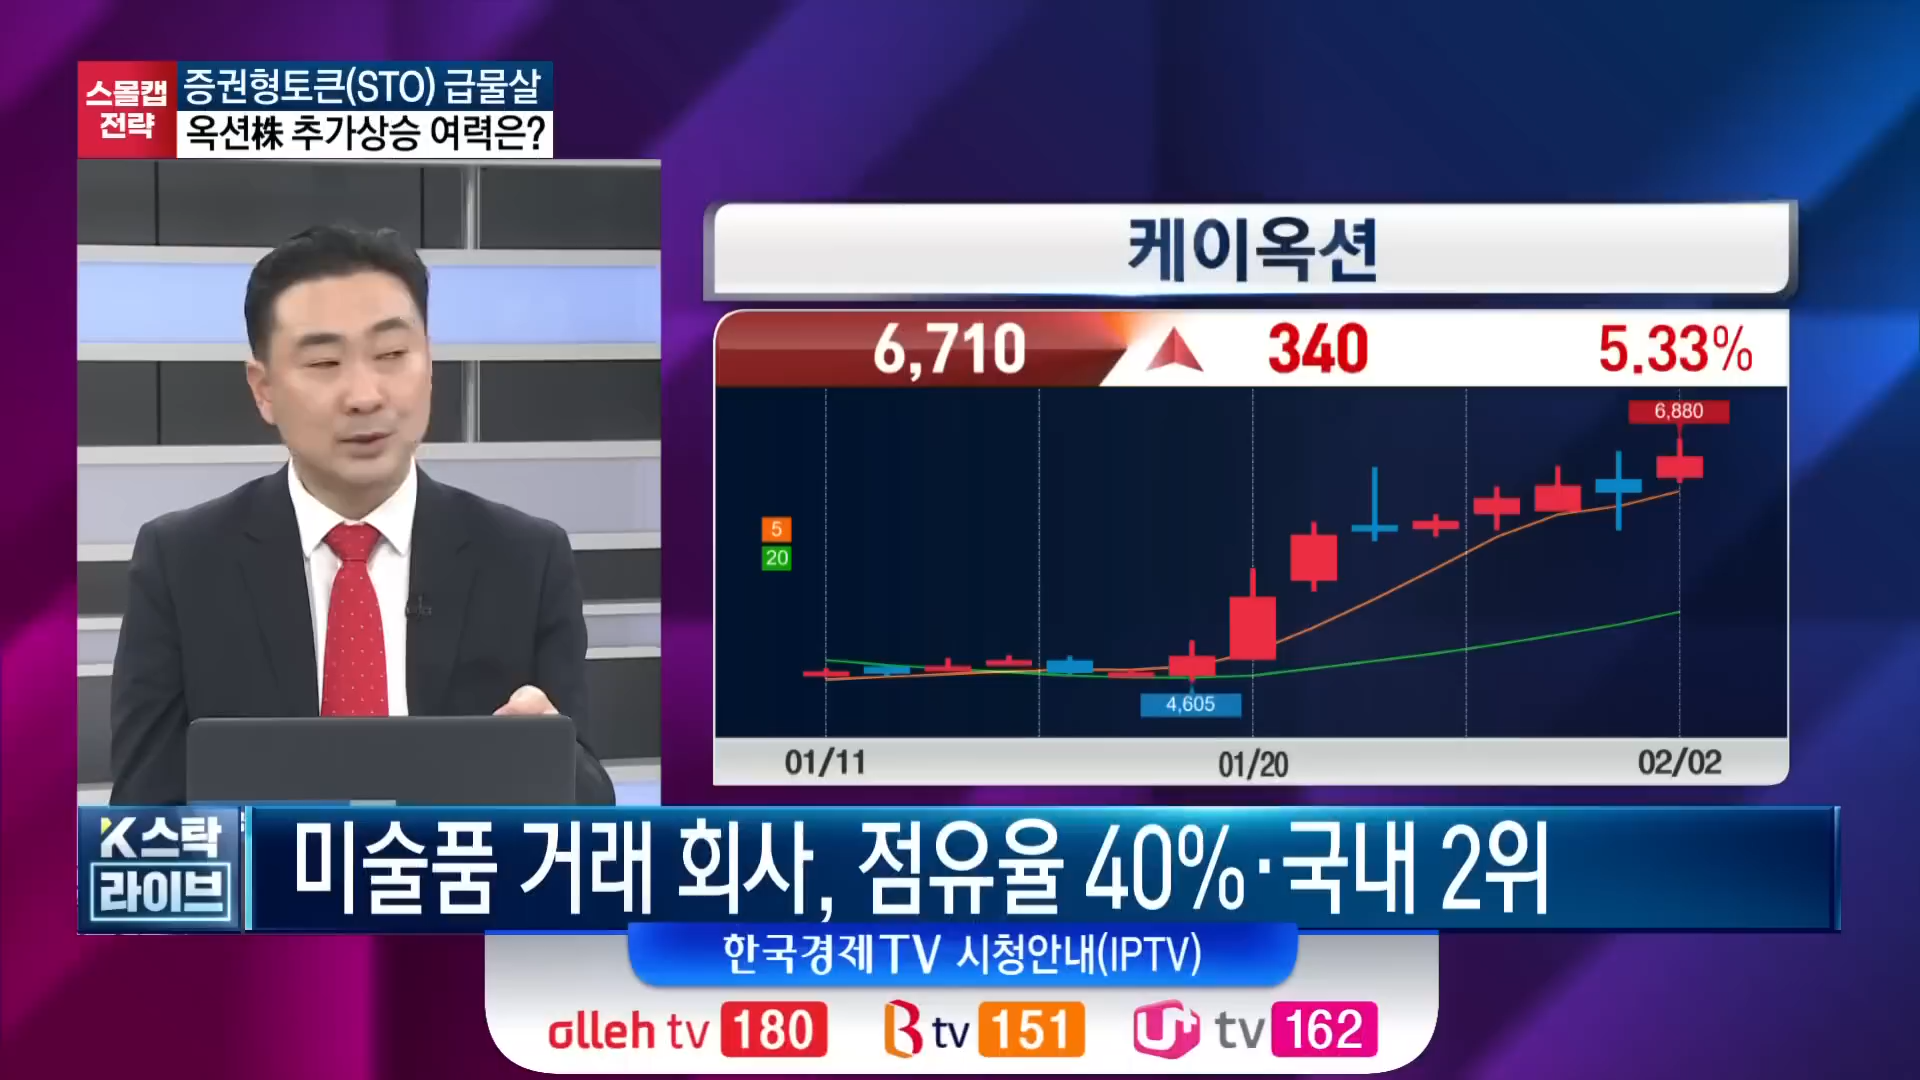 스몰캡
전략
증권형토큰(STO) 급물살
옥션株 추가상승 여력은?
케이옥션
6,710 340 5.33%
6,880
5
20
4,605
01/11 01/20 02/02
K스탁
라이브
미술품 거래 회사, 점유율 40%·국내 2위
한국경제TV 시청안내(IPTV)
olleh tv 180 B tv 151 U+ tv 162